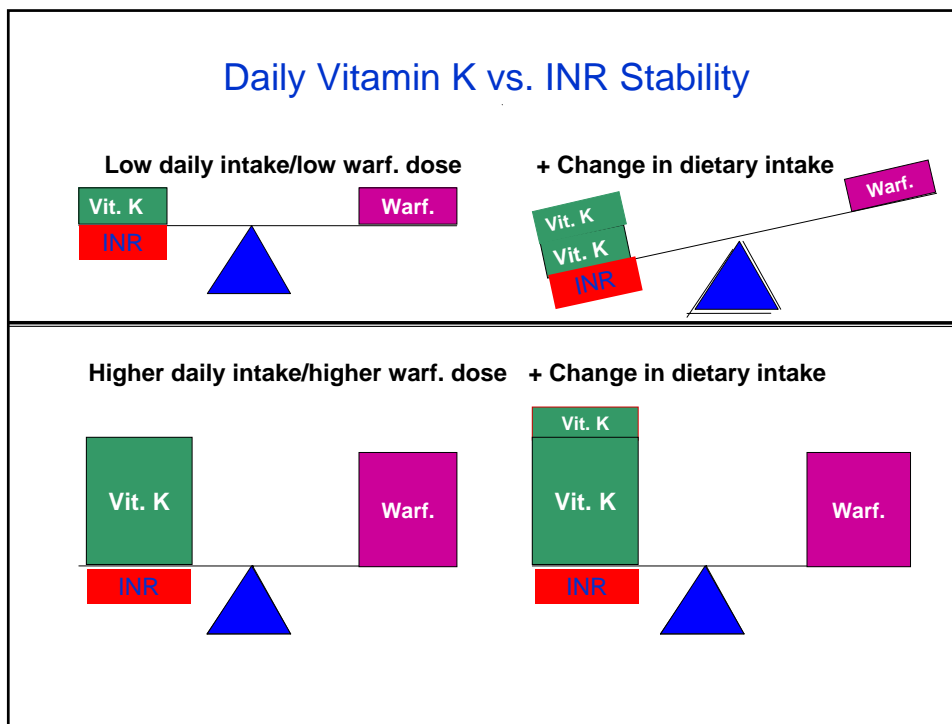 Daily Vitamin K vs. INR Stability
Low daily intake/low warf. dose
+ Change in dietary intake
Vit. K
Warf.
INR
Warf.
Vit. K
Vit. K
INR
Higher daily intake/higher warf. dose
+ Change in dietary intake
Vit. K
Warf.
INR
Vit. K
Vit. K
Warf.
INR